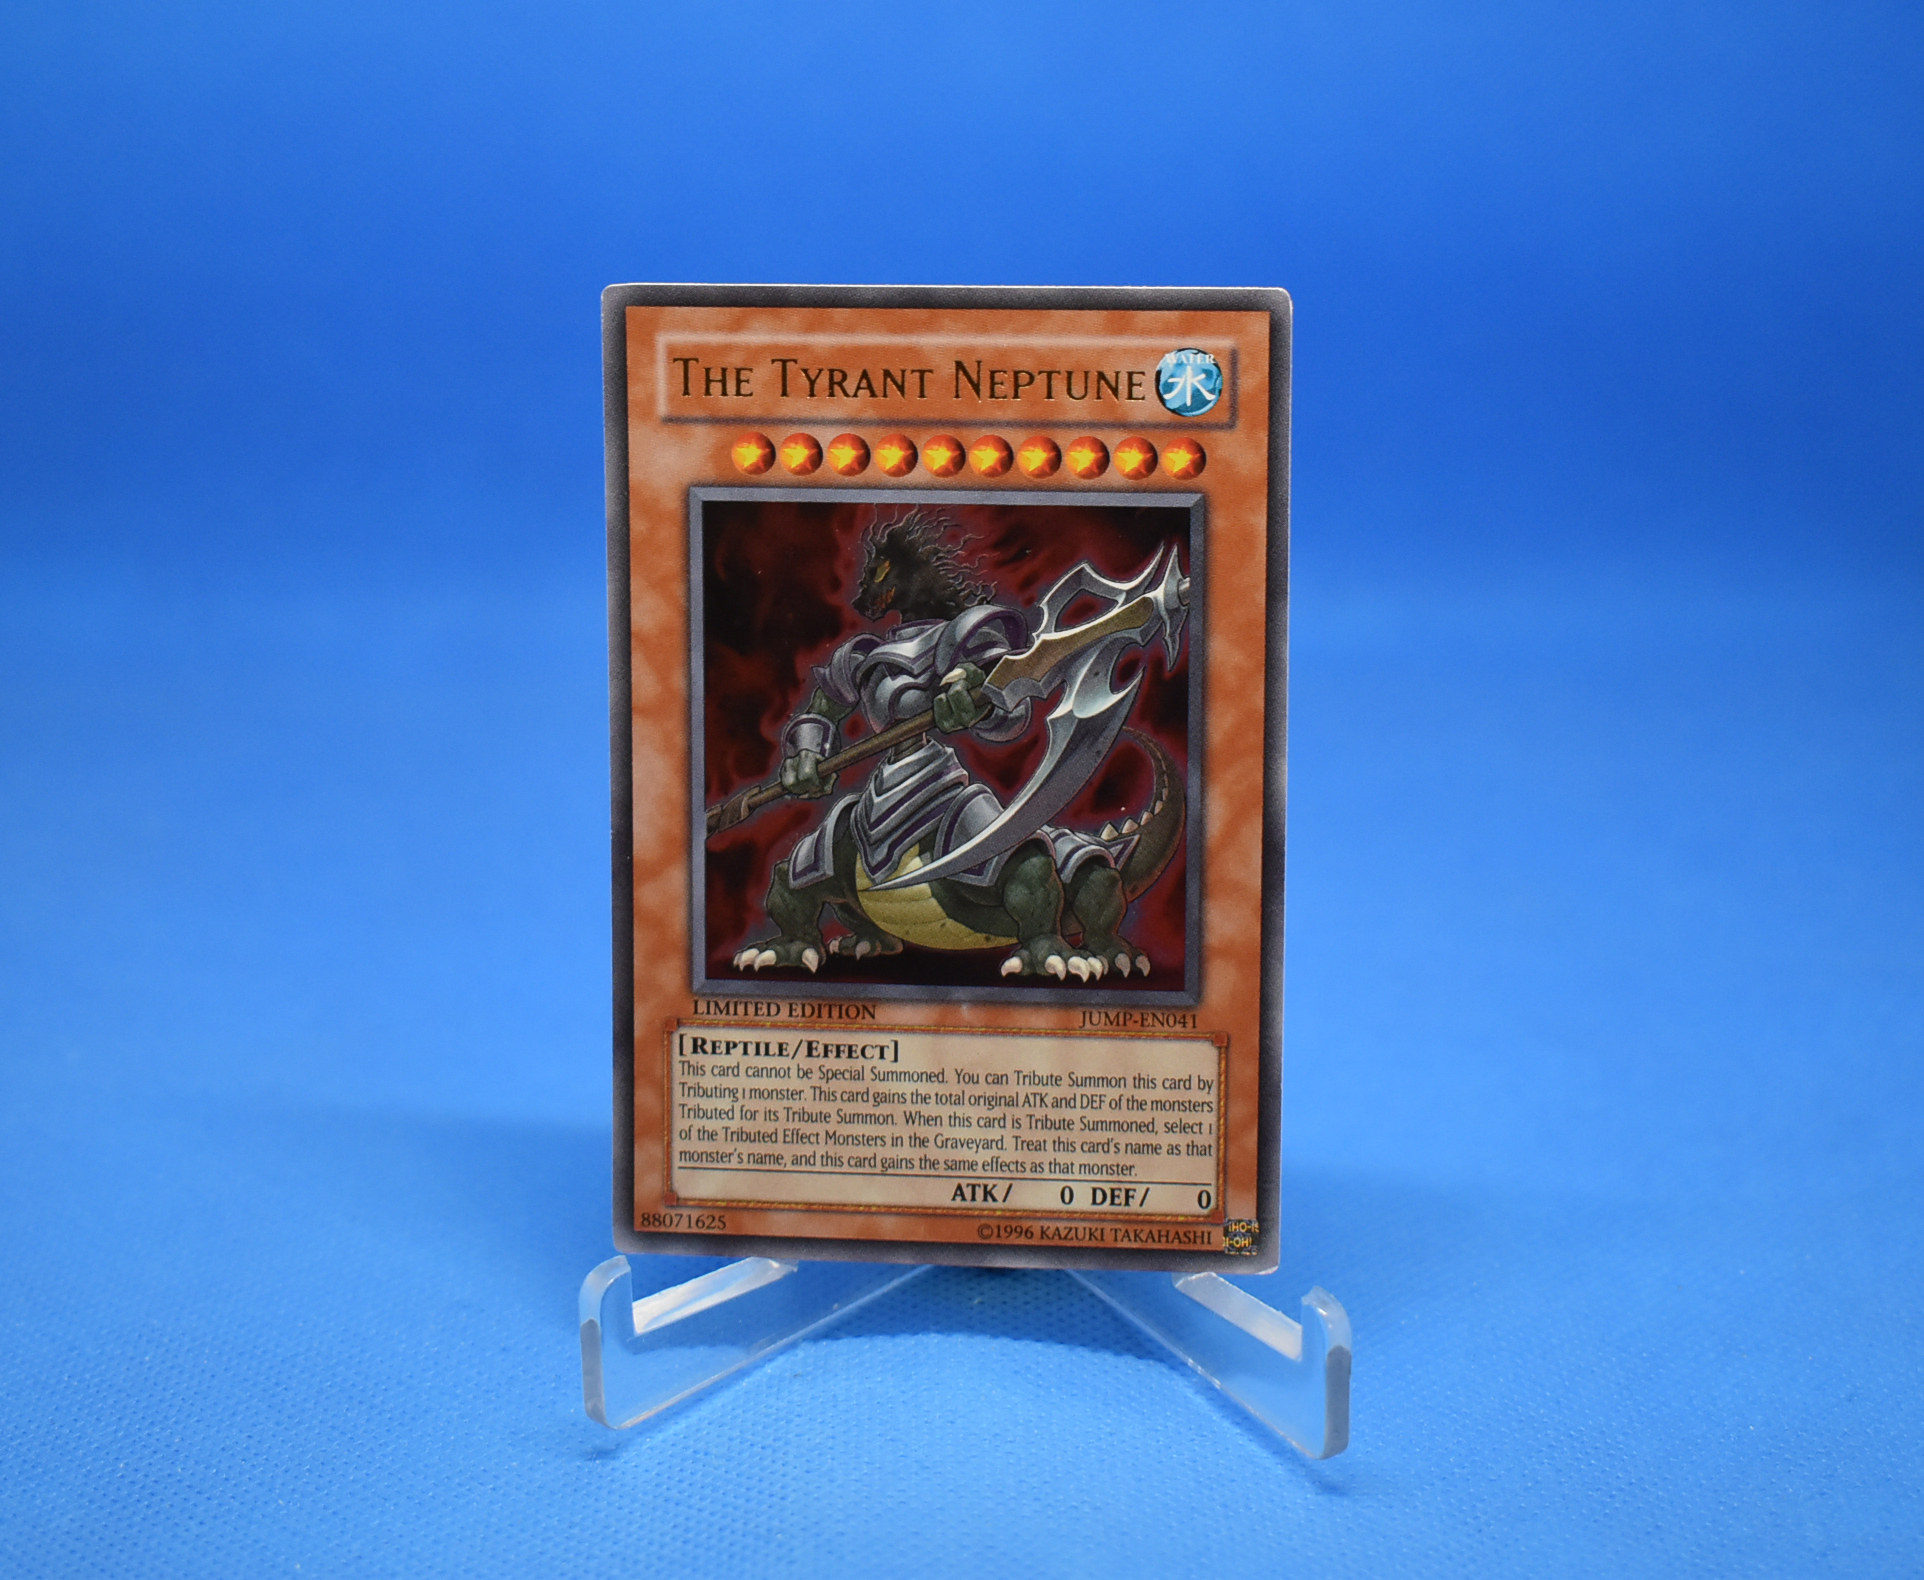 THE TYRANT NEPTUNE
WATER
水
LIMITED EDITION
JUMP-EN041
[REPTILE/EFFECT]
This card cannot be Special Summoned. You can Tribute Summon this card by
Tributing 1 monster. This card gains the total original ATK and DEF of the monsters
Tributed for its Tribute Summon. When this card is Tribute Summoned, select 1
of the Tributed Effect Monsters in the Graveyard. Treat this card's name as that
monster's name, and this card gains the same effects as that monster.
ATK/ 0 DEF/ 0
88071625
©1996 KAZUKI TAKAHASHI